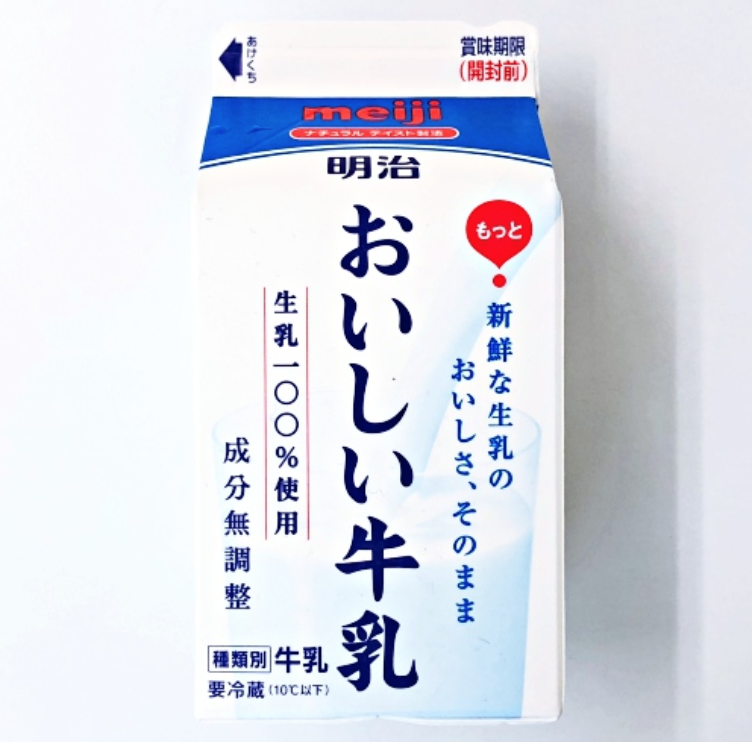 あけくち
賞味期限
(開封前)
meiji
ナチュラル テイスト製法
明治
おいしい牛乳
もっと
新鮮な生乳の
おいしさ、そのまま
生乳一〇〇%使用
成分無調整
種類別 牛乳
要冷蔵(10℃以下)